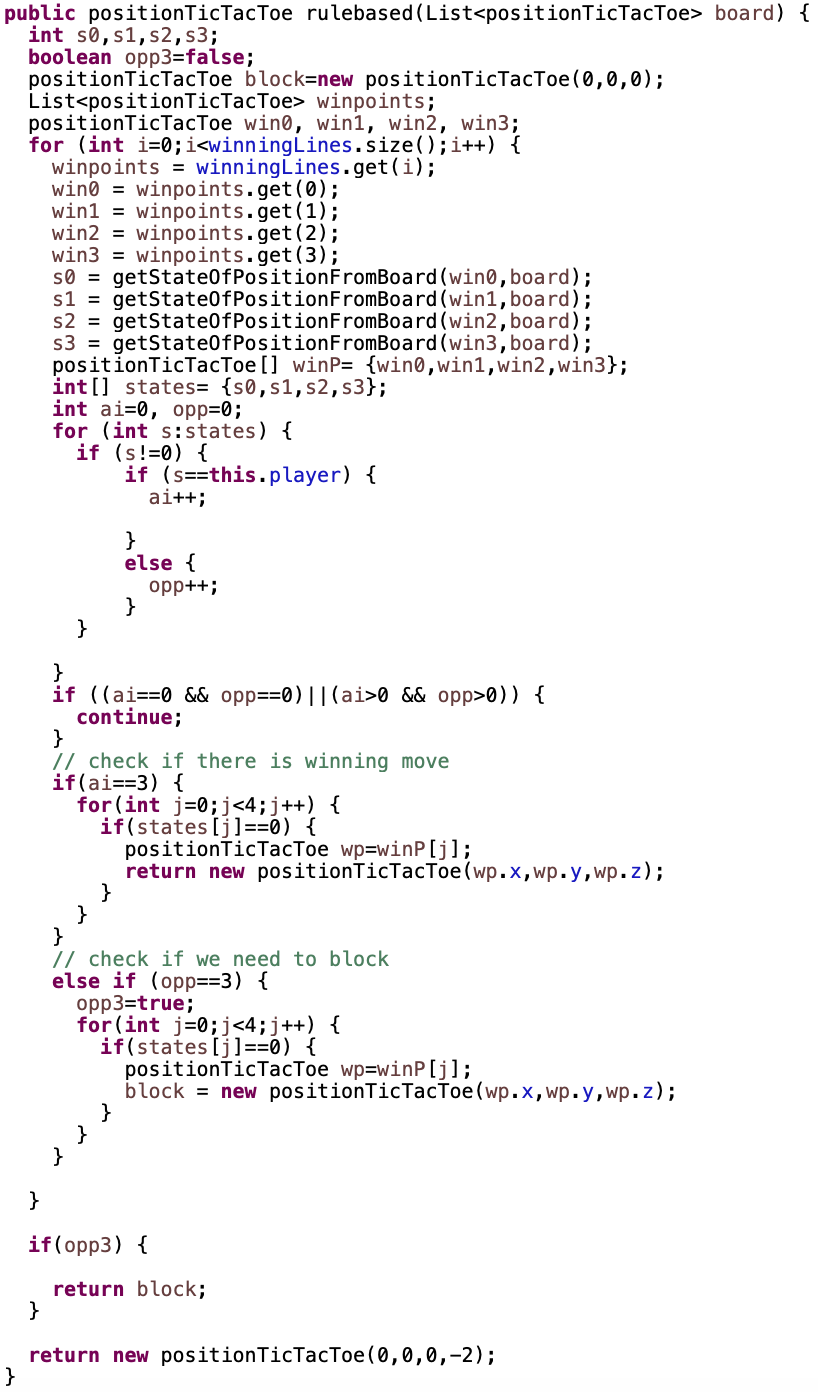 public positionTicTacToe rulebased(List<positionTicTacToe> board) {
  int s0,s1,s2,s3;
  boolean opp3=false;
  positionTicTacToe block=new positionTicTacToe(0,0,0);
  List<positionTicTacToe> winpoints;
  positionTicTacToe win0, win1, win2, win3;
  for (int i=0;i<winningLines.size();i++) {
    winpoints = winningLines.get(i);
    win0 = winpoints.get(0);
    win1 = winpoints.get(1);
    win2 = winpoints.get(2);
    win3 = winpoints.get(3);
    s0 = getStateOfPositionFromBoard(win0,board);
    s1 = getStateOfPositionFromBoard(win1,board);
    s2 = getStateOfPositionFromBoard(win2,board);
    s3 = getStateOfPositionFromBoard(win3,board);
    positionTicTacToe[] winP= {win0,win1,win2,win3};
    int[] states= {s0,s1,s2,s3};
    int ai=0, opp=0;
    for (int s:states) {
      if (s!=0) {
          if (s==this.player) {
            ai++;

          }
          else {
            opp++;
          }
      }

    }
    if ((ai==0 && opp==0)||(ai>0 && opp>0)) {
      continue;
    }
    // check if there is winning move
    if(ai==3) {
      for(int j=0;j<4;j++) {
        if(states[j]==0) {
          positionTicTacToe wp=winP[j];
          return new positionTicTacToe(wp.x,wp.y,wp.z);
        }
      }
    }
    // check if we need to block
    else if (opp==3) {
      opp3=true;
      for(int j=0;j<4;j++) {
        if(states[j]==0) {
          positionTicTacToe wp=winP[j];
          block = new positionTicTacToe(wp.x,wp.y,wp.z);
        }
      }
    }

  }

  if(opp3) {

    return block;
  }

  return new positionTicTacToe(0,0,0,-2);
}